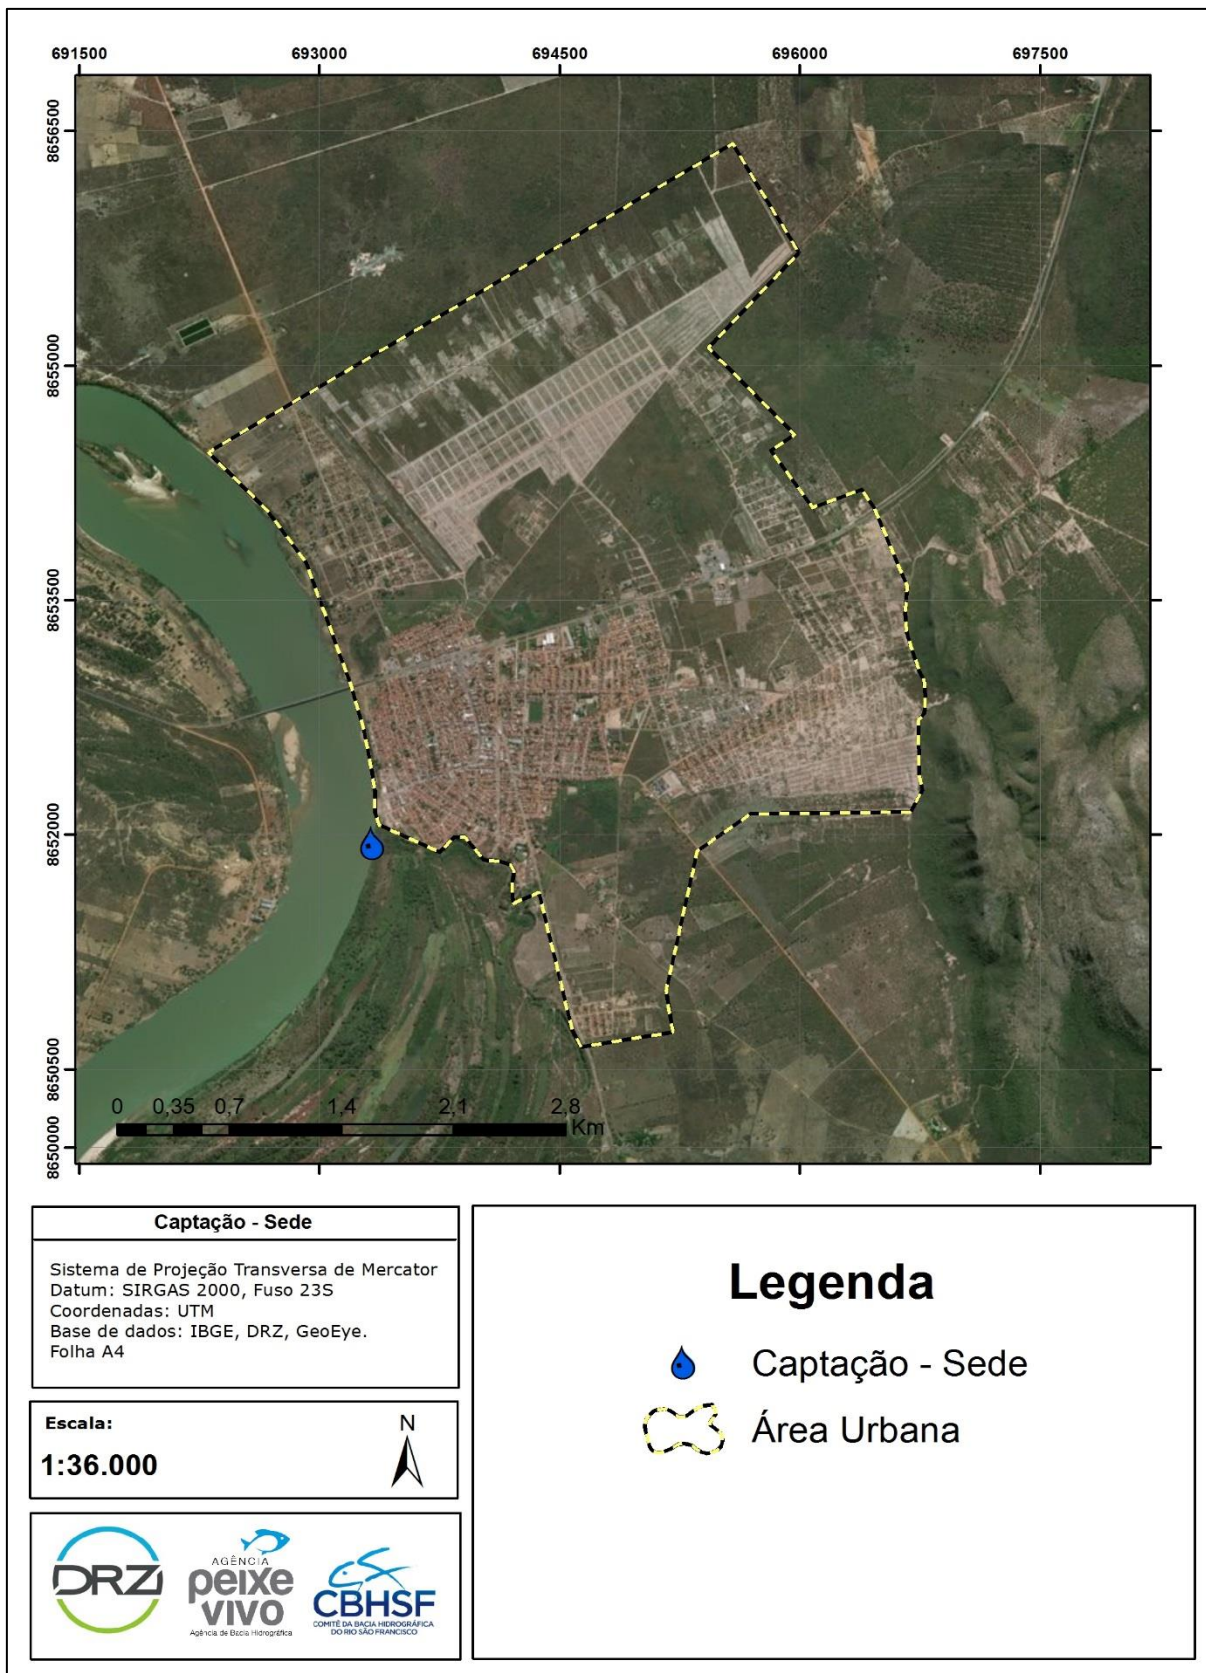 691500 693000 694500 696000 697500
8656500
8655000
8653500
8652000
8650500
8650000
0 0,35 0,7 1,4 2,1 2,8
Km
Captação - Sede
Sistema de Projeção Transversa de Mercator
Datum: SIRGAS 2000, Fuso 23S
Coordenadas: UTM
Base de dados: IBGE, DRZ, GeoEye.
Folha A4
Escala:
1:36.000
N
DRZ
AGÊNCIA
peixe
vivo
Agência de Bacia Hidrográfica
CBHSF
COMITÊ DA BACIA HIDROGRÁFICA
DO RIO SÃO FRANCISCO
Legenda
Captação - Sede
Área Urbana